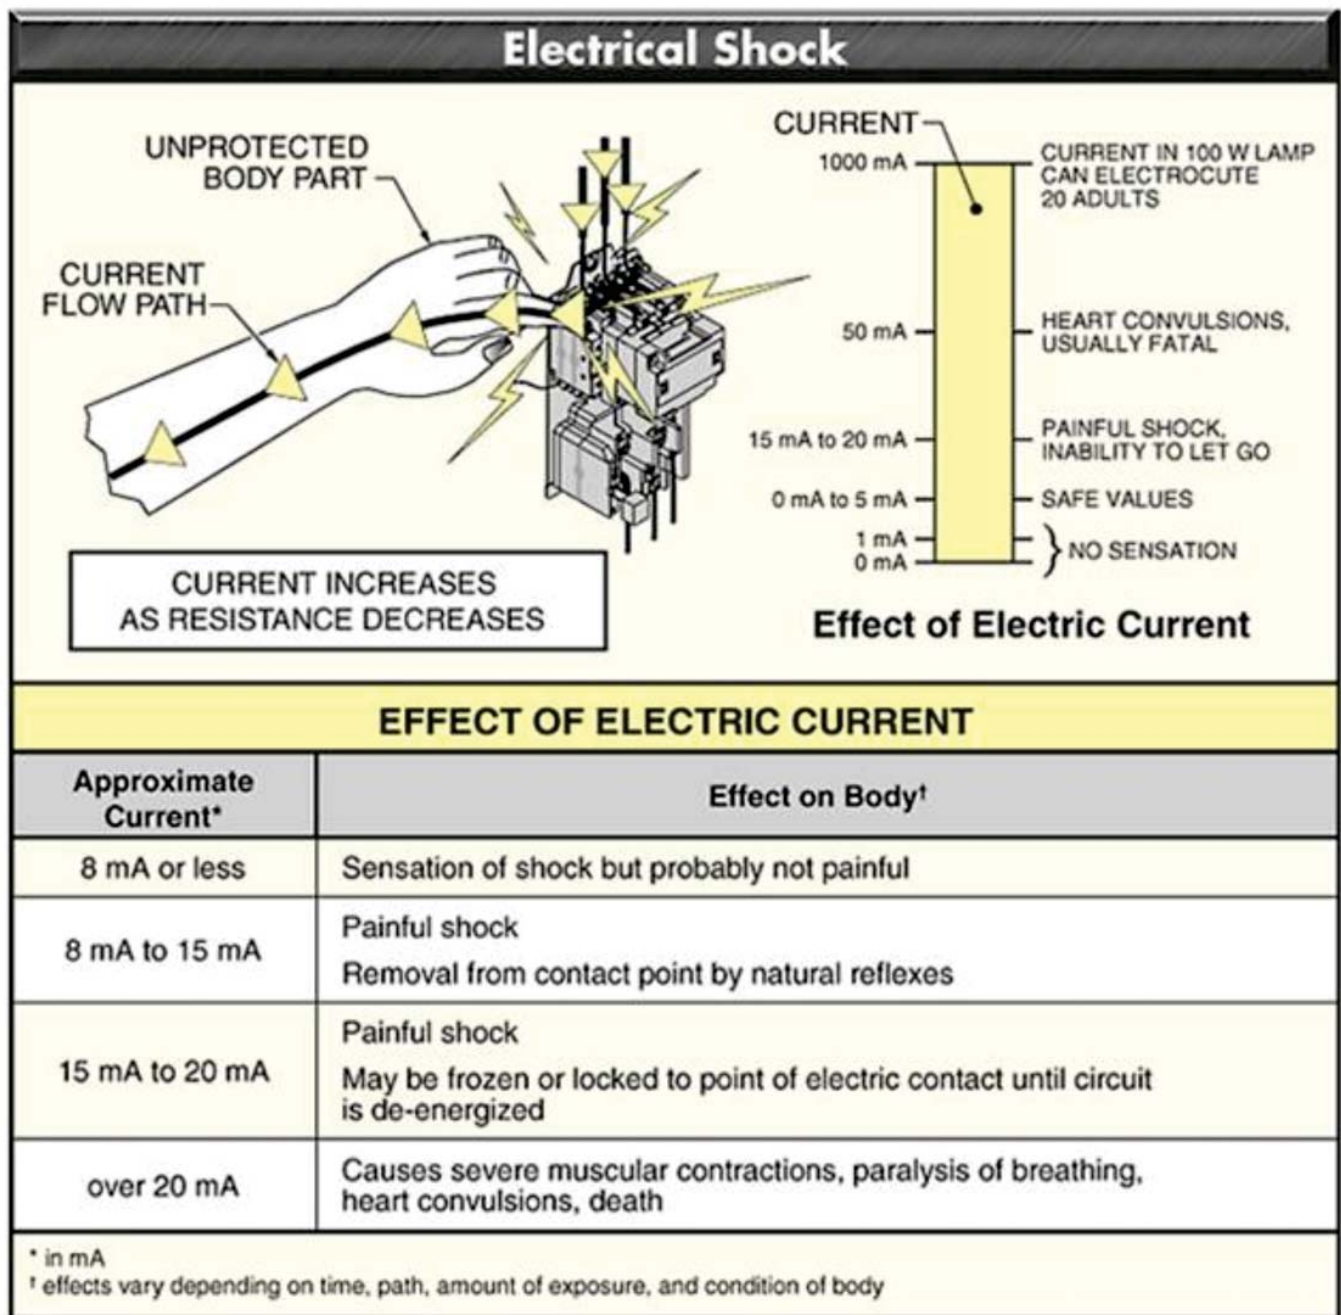 Electrical Shock
UNPROTECTED
BODY PART
CURRENT
FLOW PATH
CURRENT INCREASES
AS RESISTANCE DECREASES
CURRENT
1000 mA
CURRENT IN 100 W LAMP
CAN ELECTROCUTE
20 ADULTS
50 mA
HEART CONVULSIONS,
USUALLY FATAL
15 mA to 20 mA
PAINFUL SHOCK,
INABILITY TO LET GO
0 mA to 5 mA
SAFE VALUES
1 mA
0 mA
NO SENSATION
Effect of Electric Current
EFFECT OF ELECTRIC CURRENT
Approximate
Current*
Effect on Body†
8 mA or less
Sensation of shock but probably not painful
8 mA to 15 mA
Painful shock
Removal from contact point by natural reflexes
15 mA to 20 mA
Painful shock
May be frozen or locked to point of electric contact until circuit
is de-energized
over 20 mA
Causes severe muscular contractions, paralysis of breathing,
heart convulsions, death
* in mA
† effects vary depending on time, path, amount of exposure, and condition of body